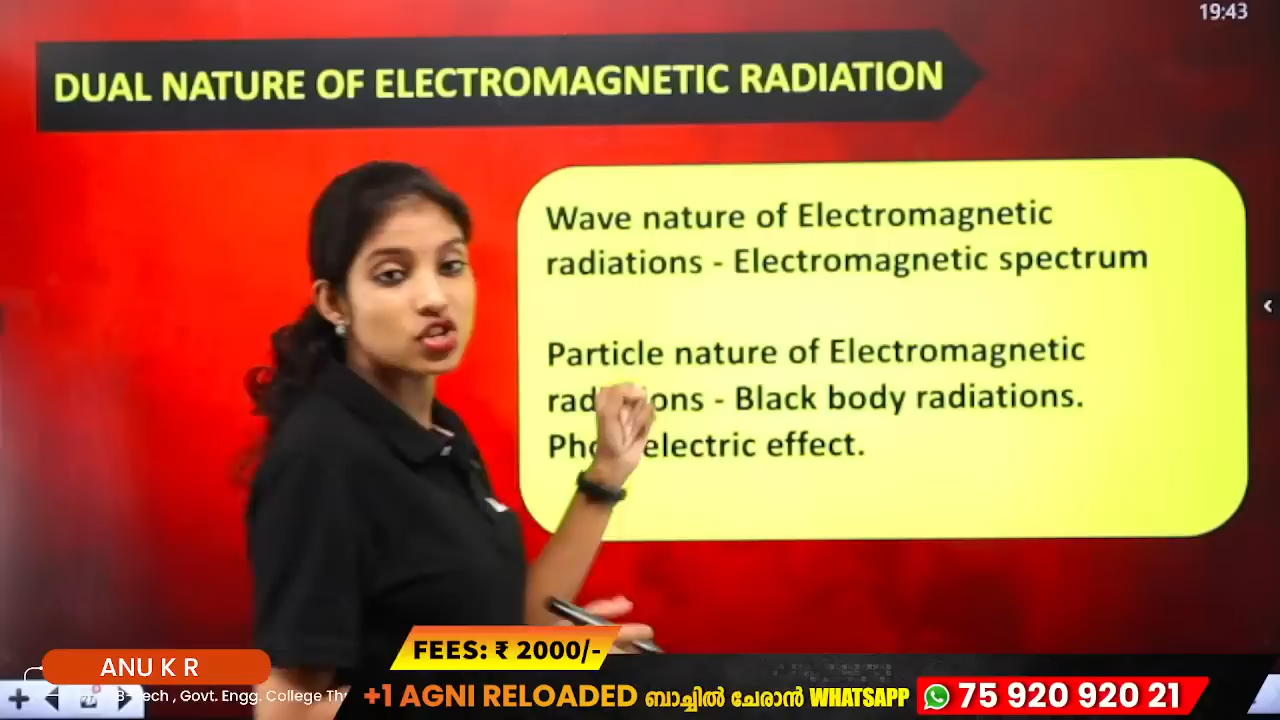 19:43
DUAL NATURE OF ELECTROMAGNETIC RADIATION
Wave nature of Electromagnetic
radiations - Electromagnetic spectrum
Particle nature of Electromagnetic
rad ons - Black body radiations.
Pho electric effect.
FEES: ₹ 2000/-
ANU K R
B-Tech , Govt. Engg. College Th
+1 AGNI RELOADED ബാച്ചിൽ ചേരാൻ WHATSAPP 75 920 920 21